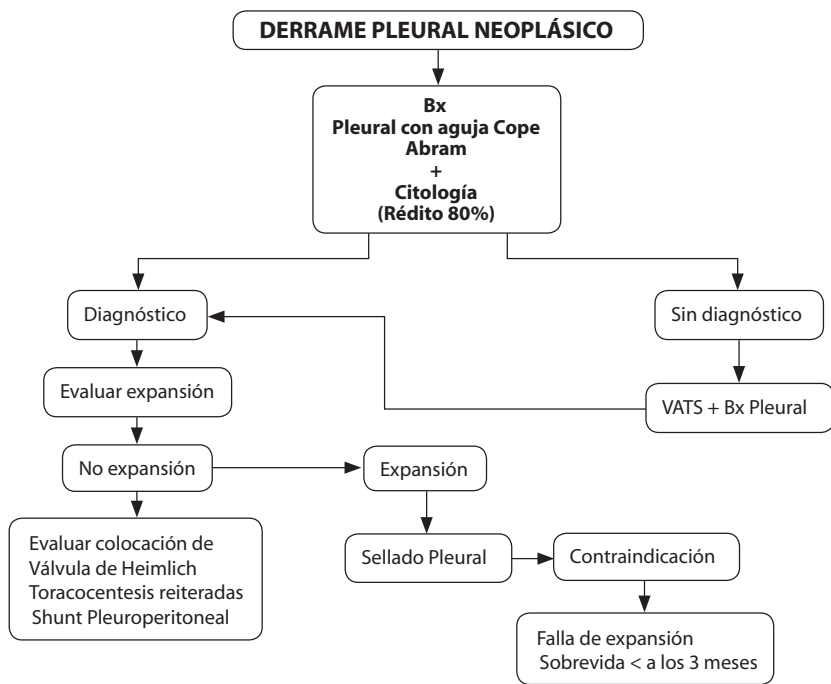 DERRAME PLEURAL NEOPLÁSICO
Bx
Pleural con aguja Cope
Abram
+
Citología
(Rédito 80%)
Diagnóstico
Sin diagnóstico
Evaluar expansión
VATS + Bx Pleural
No expansión
Expansión
Evaluar colocación de
Válvula de Heimlich
Toracocentesis reiteradas
Shunt Pleuroperitoneal
Sellado Pleural
Contraindicación
Falla de expansión
Sobrevida < a los 3 meses